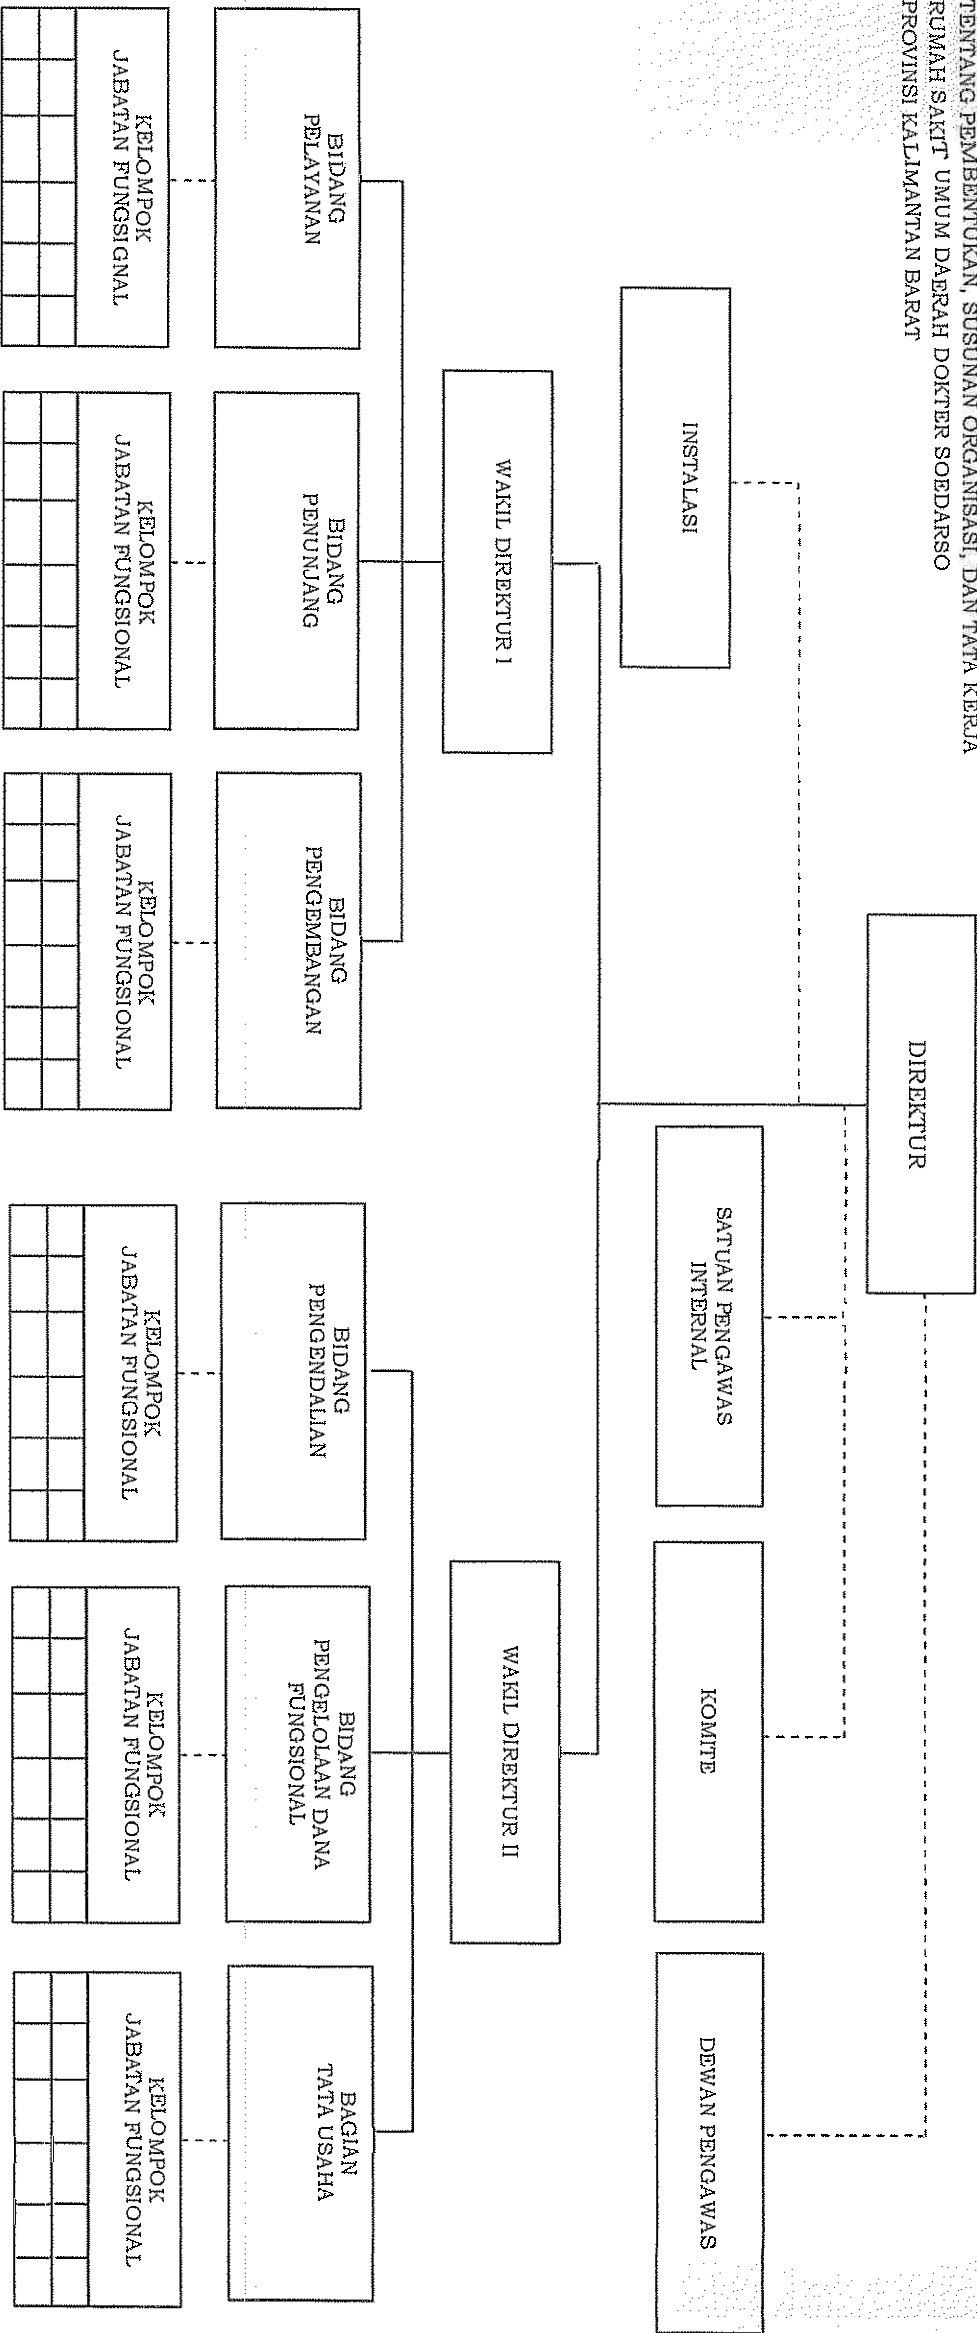 TENTANG PEMBENTUKAN, SUSUNAN ORGANISASI, DAN TATA KERJA
RUMAH SAKIT UMUM DAERAH DOKTER SOEDARSO
PROVINSI KALIMANTAN BARAT
DIREKTUR
INSTALASI
SATUAN PENGAWAS
INTERNAL
KOMITE
DEWAN PENGAWAS
WAKIL DIREKTUR I
WAKIL DIREKTUR II
BIDANG
PELAYANAN
BIDANG
PENUNJANG
BIDANG
PENGEMBANGAN
BIDANG
PENGENDALIAN
BIDANG
PENGELOLAAN DANA
FUNGSIONAL
BAGIAN
TATA USAHA
KELOMPOK
JABATAN FUNGSIGNAL
KELOMPOK
JABATAN FUNGSIONAL
KELOMPOK
JABATAN FUNGSIONAL
KELOMPOK
JABATAN FUNGSIONAL
KELOMPOK
JABATAN FUNGSIONAL
KELOMPOK
JABATAN FUNGSIONAL